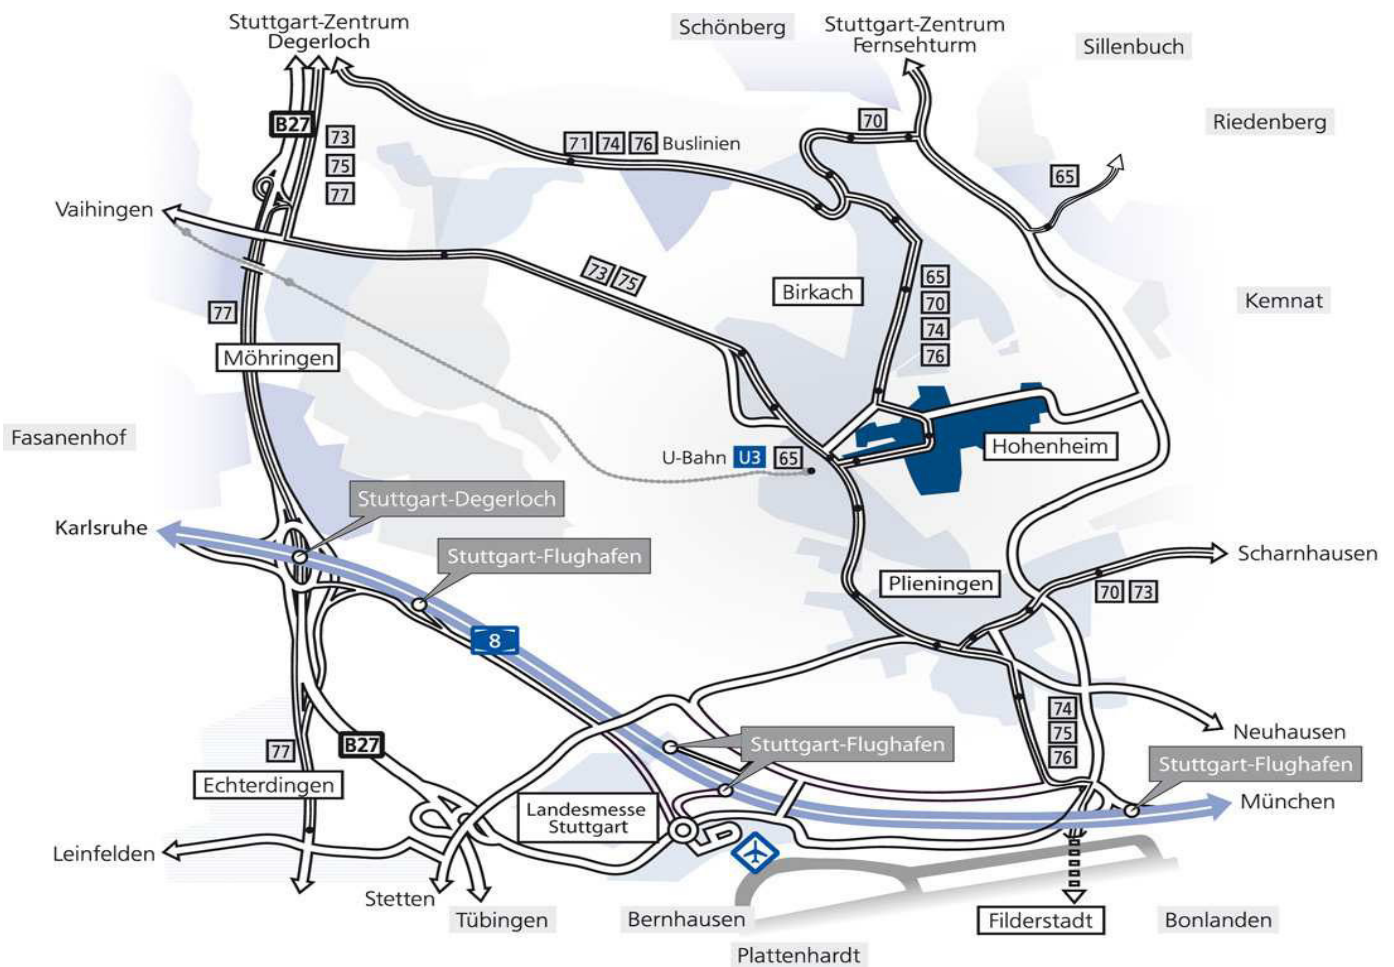 Stuttgart-Zentrum
Degerloch
Schönberg
Stuttgart-Zentrum
Fernsehturm
Sillenbuch
B27
73
75
77
71 74 76 Buslinien
70
Riedenberg
65
Vaihingen
73 75
Birkach
65
70
74
76
Kemnat
77
Möhringen
Fasanenhof
U-Bahn U3 65
Hohenheim
Stuttgart-Degerloch
Karlsruhe
Stuttgart-Flughafen
Scharnhausen
Plieningen
70 73
8
77
B27
Echterdingen
Stuttgart-Flughafen
74
75
76
Neuhausen
Stuttgart-Flughafen
München
Landesmesse
Stuttgart
Leinfelden
Stetten
Tübingen
Bernhausen
Filderstadt
Bonlanden
Plattenhardt